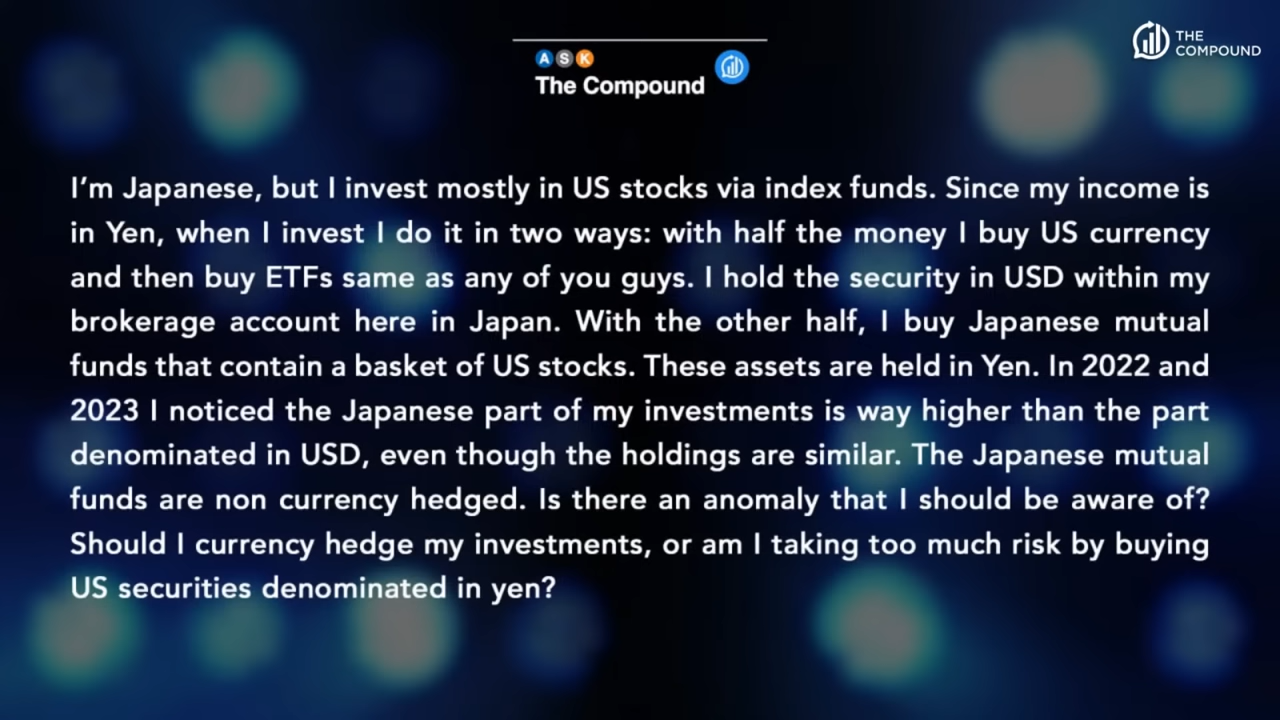 A S K
The Compound
THE
COMPOUND
I'm Japanese, but I invest mostly in US stocks via index funds. Since my income is
in Yen, when I invest I do it in two ways: with half the money I buy US currency
and then buy ETFs same as any of you guys. I hold the security in USD within my
brokerage account here in Japan. With the other half, I buy Japanese mutual
funds that contain a basket of US stocks. These assets are held in Yen. In 2022 and
2023 I noticed the Japanese part of my investments is way higher than the part
denominated in USD, even though the holdings are similar. The Japanese mutual
funds are non currency hedged. Is there an anomaly that I should be aware of?
Should I currency hedge my investments, or am I taking too much risk by buying
US securities denominated in yen?